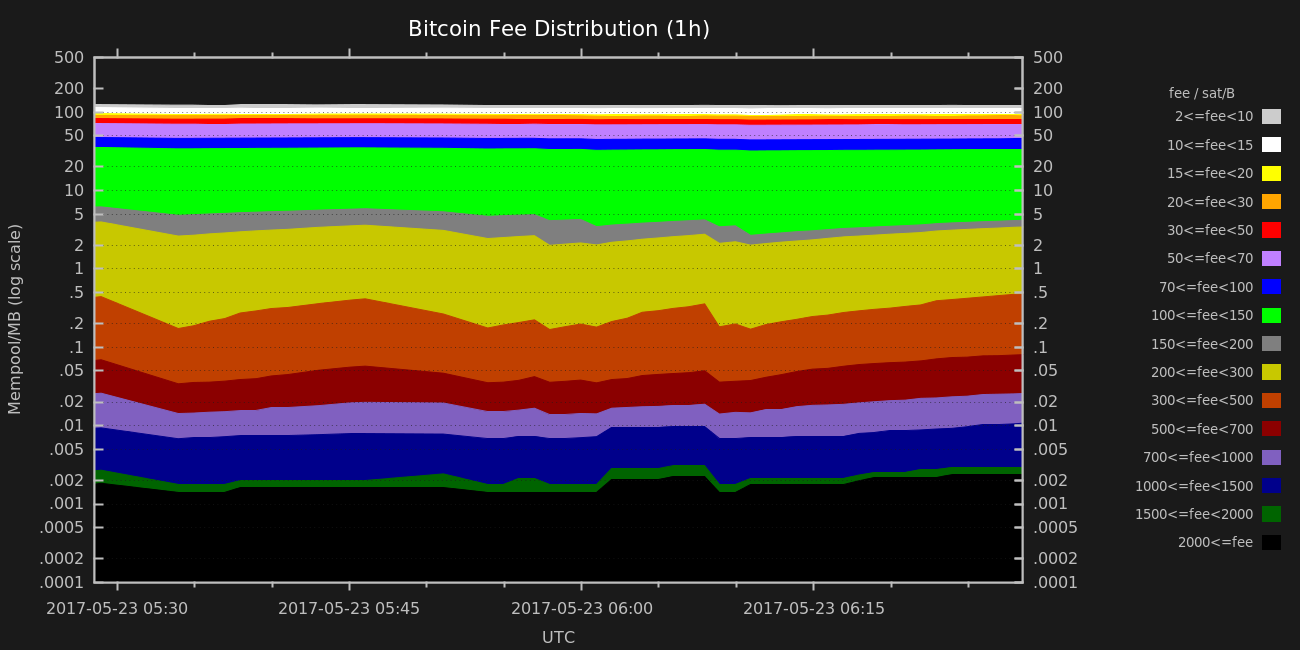 Bitcoin Fee Distribution (1h)
Mempool/MB (log scale)
500
200
100
50
20
10
5
2
1
.5
.2
.1
.05
.02
.01
.005
.002
.001
.0005
.0002
.0001
500
200
100
50
20
10
5
2
1
.5
.2
.1
.05
.02
.01
.005
.002
.001
.0005
.0002
.0001
2017-05-23 05:30 2017-05-23 05:45 2017-05-23 06:00 2017-05-23 06:15
UTC
fee / sat/B
2<=fee<10
10<=fee<15
15<=fee<20
20<=fee<30
30<=fee<50
50<=fee<70
70<=fee<100
100<=fee<150
150<=fee<200
200<=fee<300
300<=fee<500
500<=fee<700
700<=fee<1000
1000<=fee<1500
1500<=fee<2000
2000<=fee